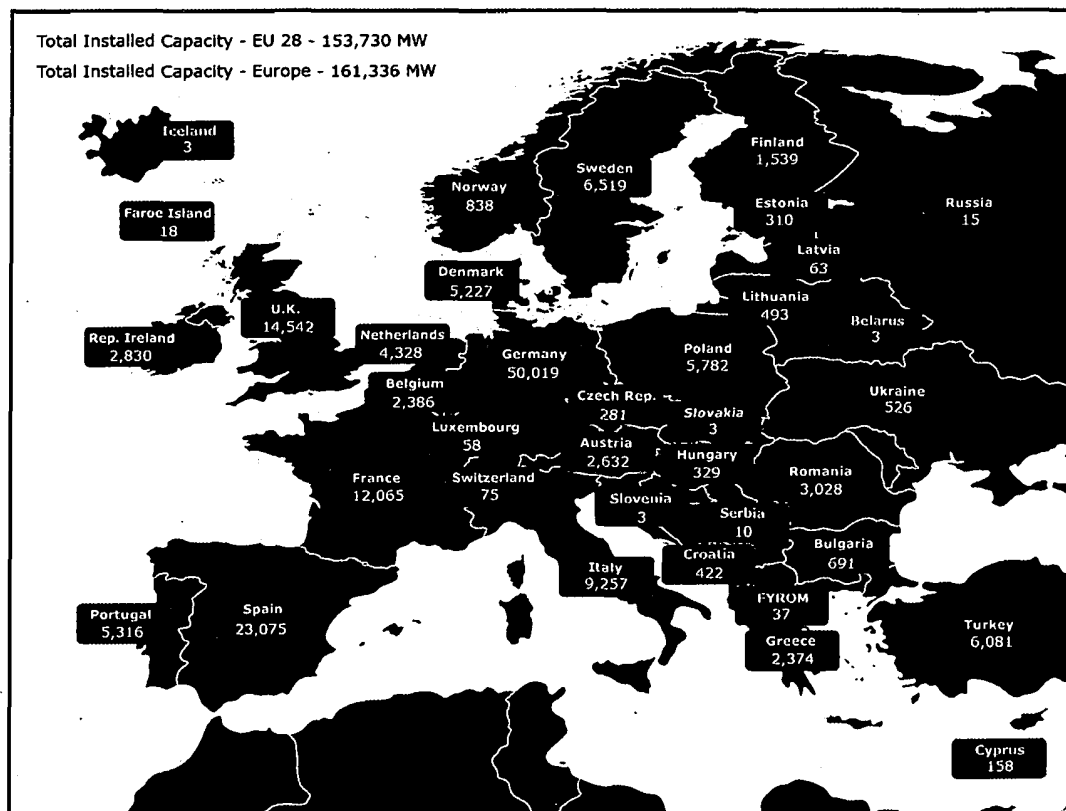 Total Installed Capacity - EU 28 - 153,730 MW
Total Installed Capacity - Europe - 161,336 MW
Iceland
3
Finland
1,539
Sweden
6,519
Norway
838
Estonia
310
Russia
15
Faroe Island
18
Latvia
63
Denmark
5,227
Lithuania
493
U.K.
14,542
Belarus
3
Rep. Ireland
2,830
Netherlands
4,328
Germany
50,019
Poland
5,782
Belgium
2,386
Czech Rep.
281
Ukraine
526
Slovakia
3
Luxembourg
58
Austria
2,632
Hungary
329
France
12,065
Switzerland
75
Romania
3,028
Slovenia
3
Serbia
10
Croatia
422
Bulgaria
691
Italy
9,257
FYROM
37
Portugal
5,316
Spain
23,075
Turkey
6,081
Greece
2,374
Cyprus
158